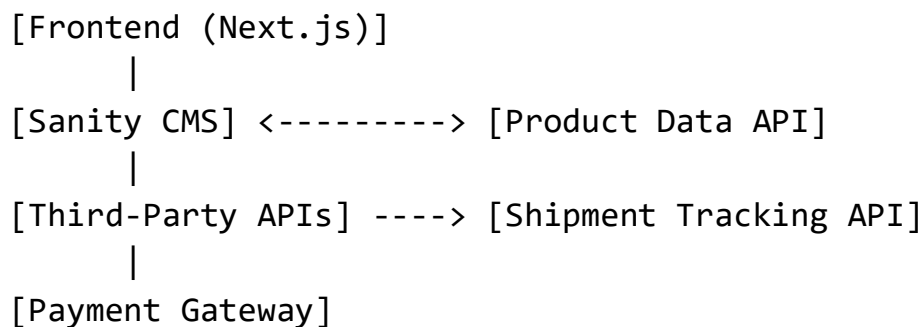 [Frontend (Next.js)]
|
[Sanity CMS] <---------> [Product Data API]
|
[Third-Party APIs] ----> [Shipment Tracking API]
|
[Payment Gateway]